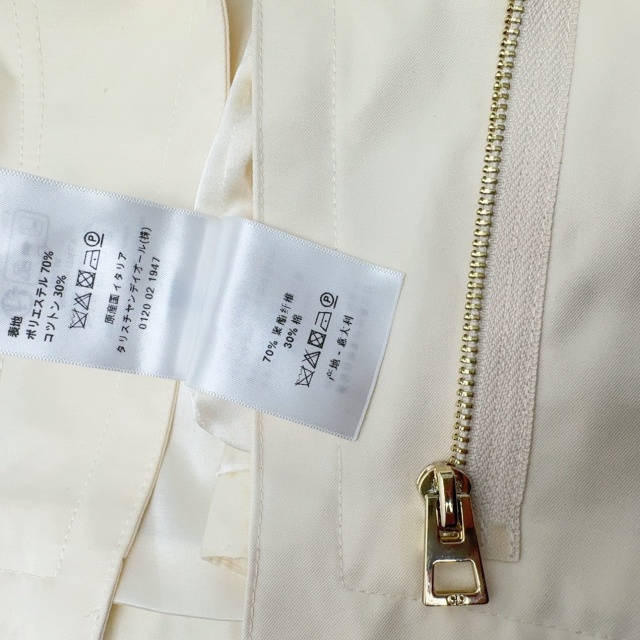 表地
ポリエステル 70%
コットン 30%
原産国 イタリア
クリスチャンディオール(株)
0120 02 1947
70% 聚酯纤维
30% 棉
产地 - 意大利